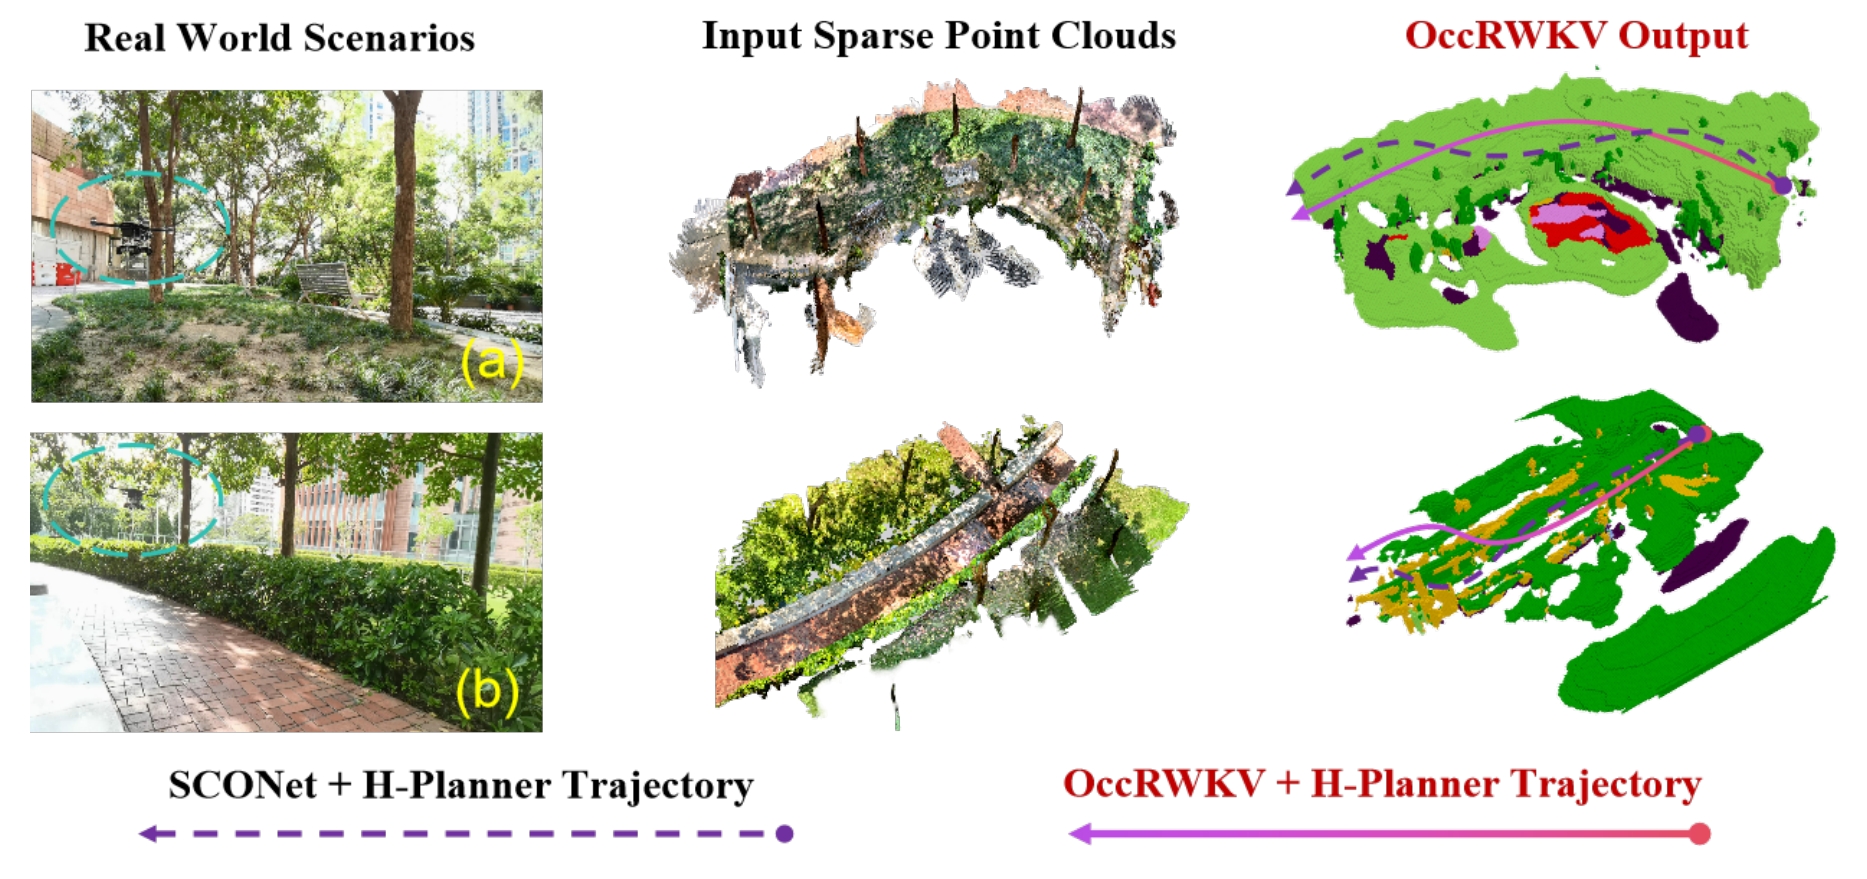 Real World Scenarios
Input Sparse Point Clouds
OccRWKV Output
(a)
(b)
SCONet + H-Planner Trajectory
OccRWKV + H-Planner Trajectory